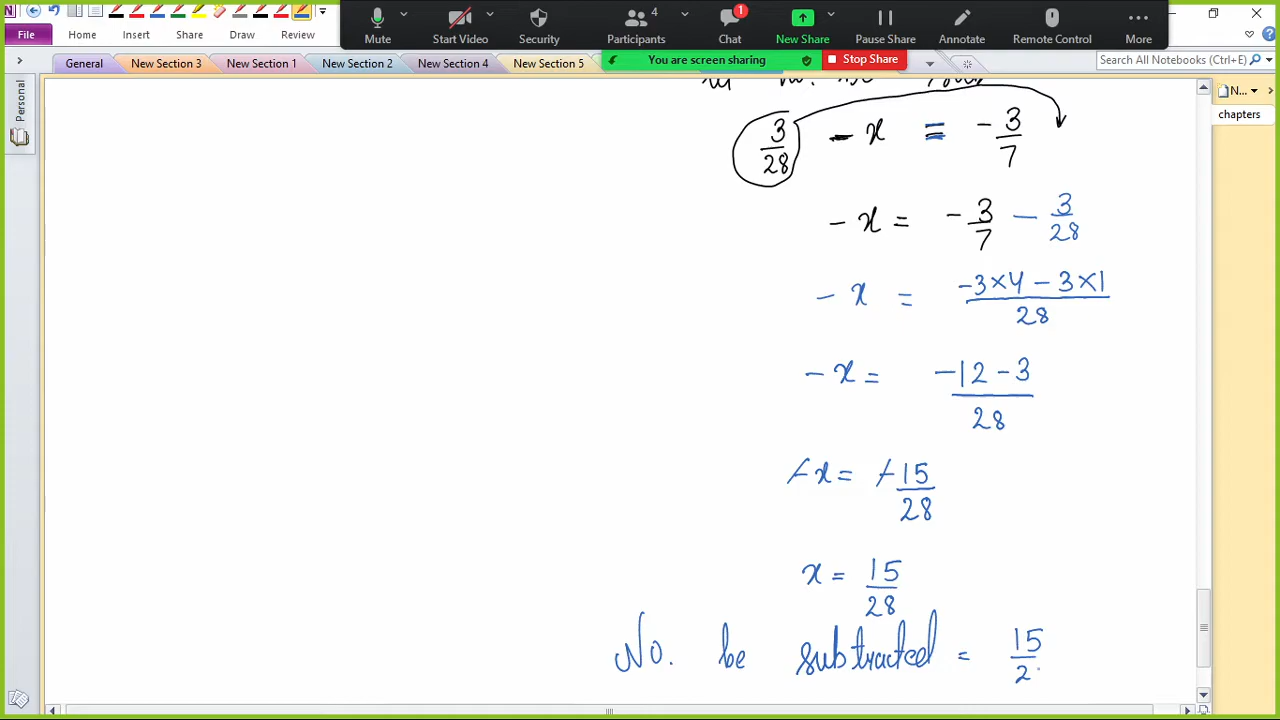 4
1
Mute Start Video Security Participants Chat New Share Pause Share Annotate Remote Control More
File Home Insert Share Draw Review
You are screen sharing Stop Share
General New Section 3 New Section 1 New Section 2 New Section 4 New Section 5
Search All Notebooks (Ctrl+E)
Personal
N...
chapters
3/28 - x = - 3/7
- x = - 3/7 - 3/28
- x = -3×4 - 3×1 / 28
- x = -12 - 3 / 28
- x = - 15/28
x = 15/28
No. be subtracted = 15/2